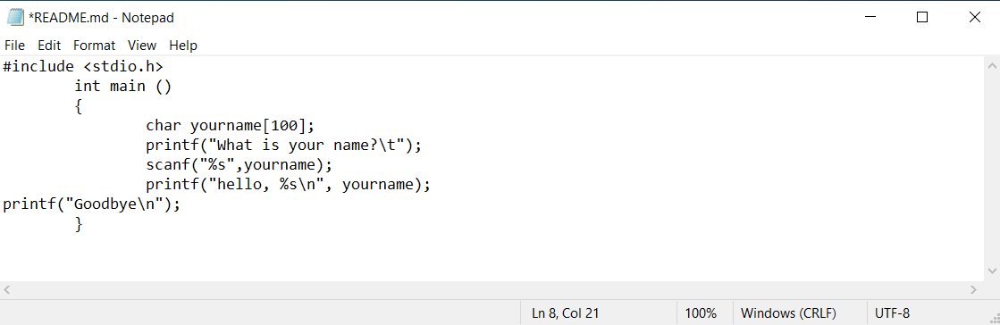 *README.md - Notepad
File Edit Format View Help
#include <stdio.h>
        int main ()
        {
                char yourname[100];
                printf("What is your name?\t");
                scanf("%s",yourname);
                printf("hello, %s\n", yourname);
printf("Goodbye\n");
        }
Ln 8, Col 21 100% Windows (CRLF) UTF-8